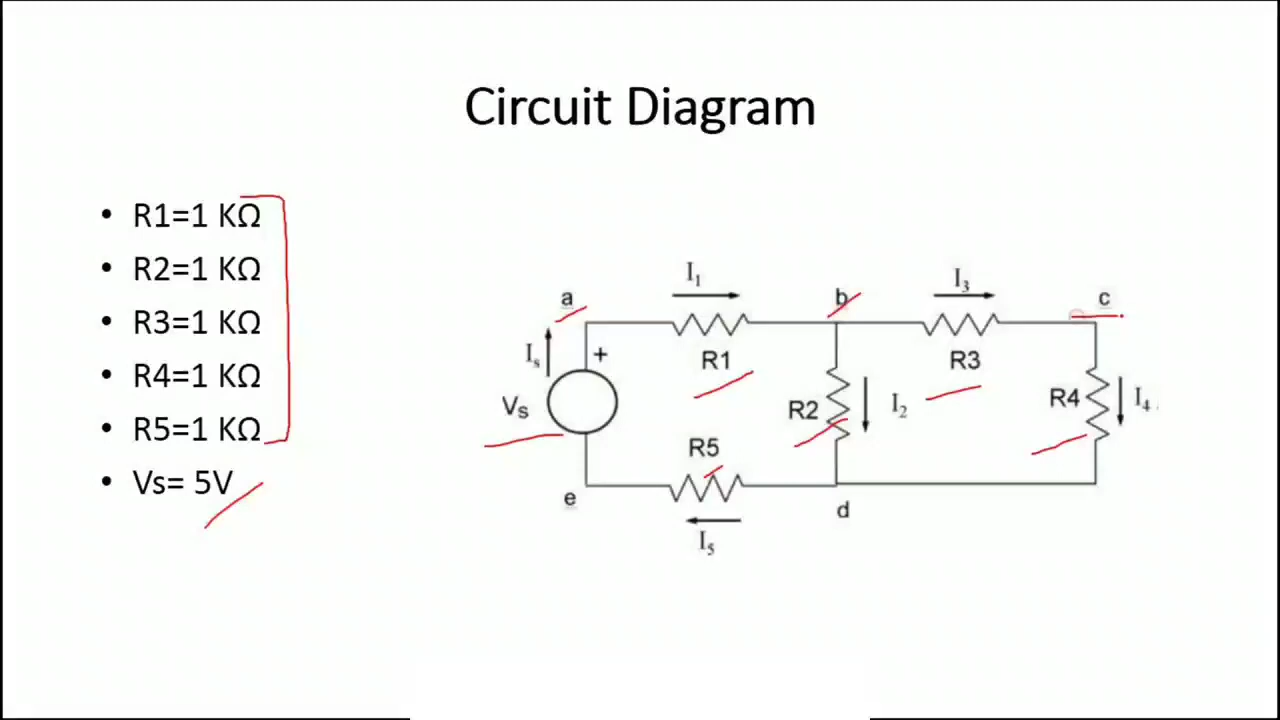 Circuit Diagram
• R1=1 KΩ
• R2=1 KΩ
• R3=1 KΩ
• R4=1 KΩ
• R5=1 KΩ
• Vs= 5V
I1
I3
a
b
c
Is
+
R1
R3
Vs
R2
I2
R4
I4
R5
e
d
I5